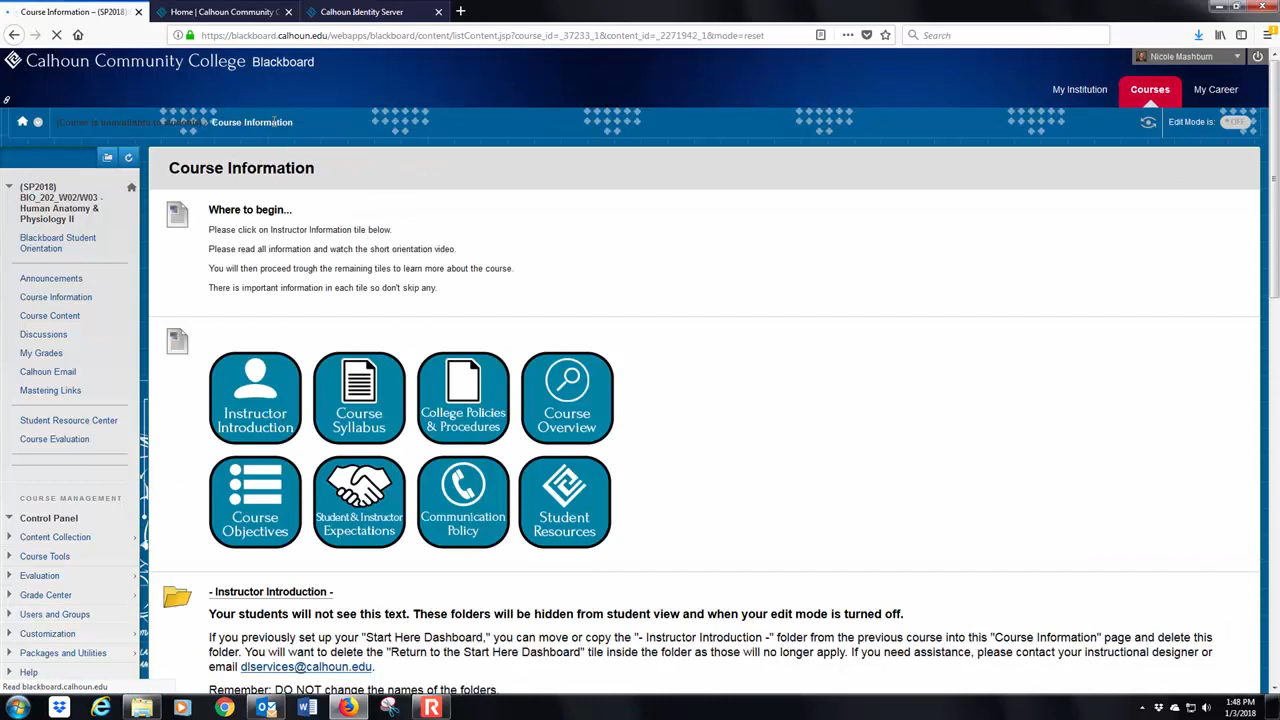 Course Information – (SP2018)
Home | Calhoun Community C
Calhoun Identity Server
https://blackboard.calhoun.edu/webapps/blackboard/content/listContent.jsp?course_id=_37233_1&content_id=_2271942_1&mode=reset
Search
Calhoun Community College Blackboard
Nicole Mashburn
My Institution
Courses
My Career
(Course is unavailable to students)
Course Information
Edit Mode is:
OFF
(SP2018)
BIO_202_W02/W03 -
Human Anatomy &
Physiology II
Blackboard Student
Orientation
Announcements
Course Information
Course Content
Discussions
My Grades
Calhoun Email
Mastering Links
Student Resource Center
Course Evaluation
COURSE MANAGEMENT
Control Panel
Content Collection
Course Tools
Evaluation
Grade Center
Users and Groups
Customization
Packages and Utilities
Help
Read blackboard.calhoun.edu
Course Information
Where to begin...
Please click on Instructor Information tile below.
Please read all information and watch the short orientation video.
You will then proceed trough the remaining tiles to learn more about the course.
There is important information in each tile so don't skip any.
Instructor
Introduction
Course
Syllabus
College Policies
& Procedures
Course
Overview
Course
Objectives
Student & Instructor
Expectations
Communication
Policy
Student
Resources
- Instructor Introduction -
Your students will not see this text. These folders will be hidden from student view and when your edit mode is turned off.
If you previously set up your "Start Here Dashboard," you can move or copy the "- Instructor Introduction -" folder from the previous course into this "Course Information" page and delete this
folder. You will want to delete the "Return to the Start Here Dashboard" tile inside the folder as those will no longer apply. If you need assistance, please contact your instructional designer or
email dlservices@calhoun.edu.
Remember: DO NOT change the names of the folders.
1:48 PM
1/3/2018